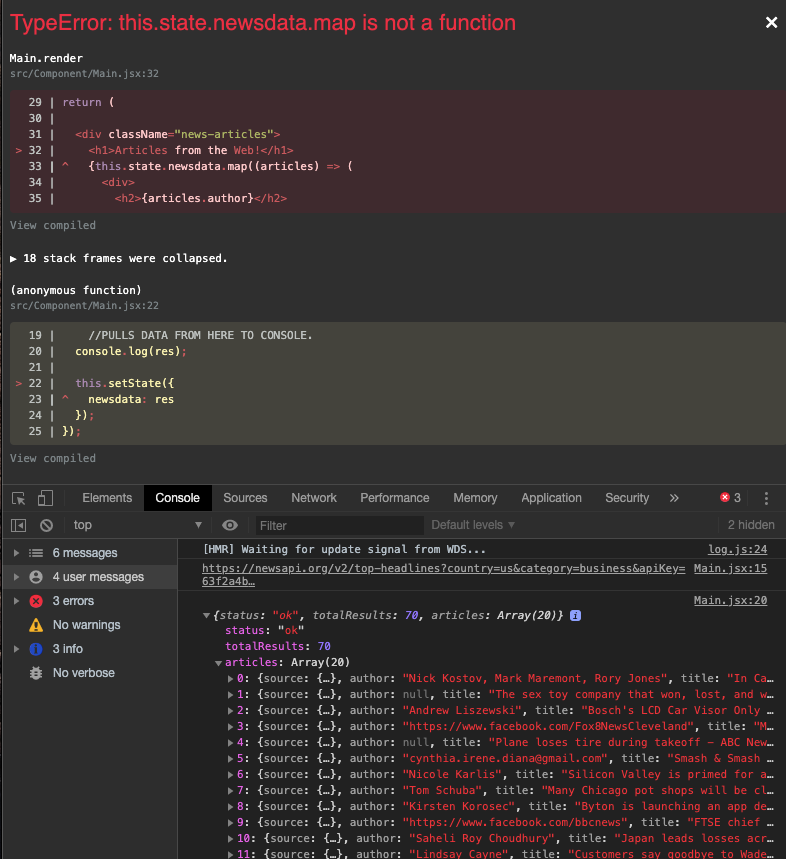 TypeError: this.state.newsdata.map is not a function
Main.render
src/Component/Main.jsx:32
29 | return (
30 |
31 | <div className="news-articles">
> 32 | <h1>Articles from the Web!</h1>
33 | ^ {this.state.newsdata.map((articles) => (
34 | <div>
35 | <h2>{articles.author}</h2>
View compiled
▶ 18 stack frames were collapsed.
(anonymous function)
src/Component/Main.jsx:22
19 | //PULLS DATA FROM HERE TO CONSOLE.
20 | console.log(res);
21 |
> 22 | this.setState({
23 | ^ newsdata: res
24 | });
25 | });
View compiled
Elements Console Sources Network Performance Memory Application Security » 3
top ▼ Filter Default levels ▼ 2 hidden
6 messages
4 user messages
3 errors
No warnings
3 info
No verbose
[HMR] Waiting for update signal from WDS... log.js:24
https://newsapi.org/v2/top-headlines?country=us&category=business&apiKey= Main.jsx:15
63f2a4b…
Main.jsx:20
▼{status: "ok", totalResults: 70, articles: Array(20)} i
status: "ok"
totalResults: 70
▼articles: Array(20)
▶0: {source: {…}, author: "Nick Kostov, Mark Maremont, Rory Jones", title: "In Ca…
▶1: {source: {…}, author: null, title: "The sex toy company that won, lost, and w…
▶2: {source: {…}, author: "Andrew Liszewski", title: "Bosch's LCD Car Visor Only …
▶3: {source: {…}, author: "https://www.facebook.com/Fox8NewsCleveland", title: "M…
▶4: {source: {…}, author: null, title: "Plane loses tire during takeoff – ABC New…
▶5: {source: {…}, author: "cynthia.irene.diana@gmail.com", title: "Smash & Smash …
▶6: {source: {…}, author: "Nicole Karlis", title: "Silicon Valley is primed for a…
▶7: {source: {…}, author: "Tom Schuba", title: "Many Chicago pot shops will be cl…
▶8: {source: {…}, author: "Kirsten Korosec", title: "Byton is launching an app de…
▶9: {source: {…}, author: "https://www.facebook.com/bbcnews", title: "FTSE chief …
▶10: {source: {…}, author: "Saheli Roy Choudhury", title: "Japan leads losses acr…
▶11: {source: {…}, author: "Lindsay Cayne", title: "Customers say goodbye to Wade…